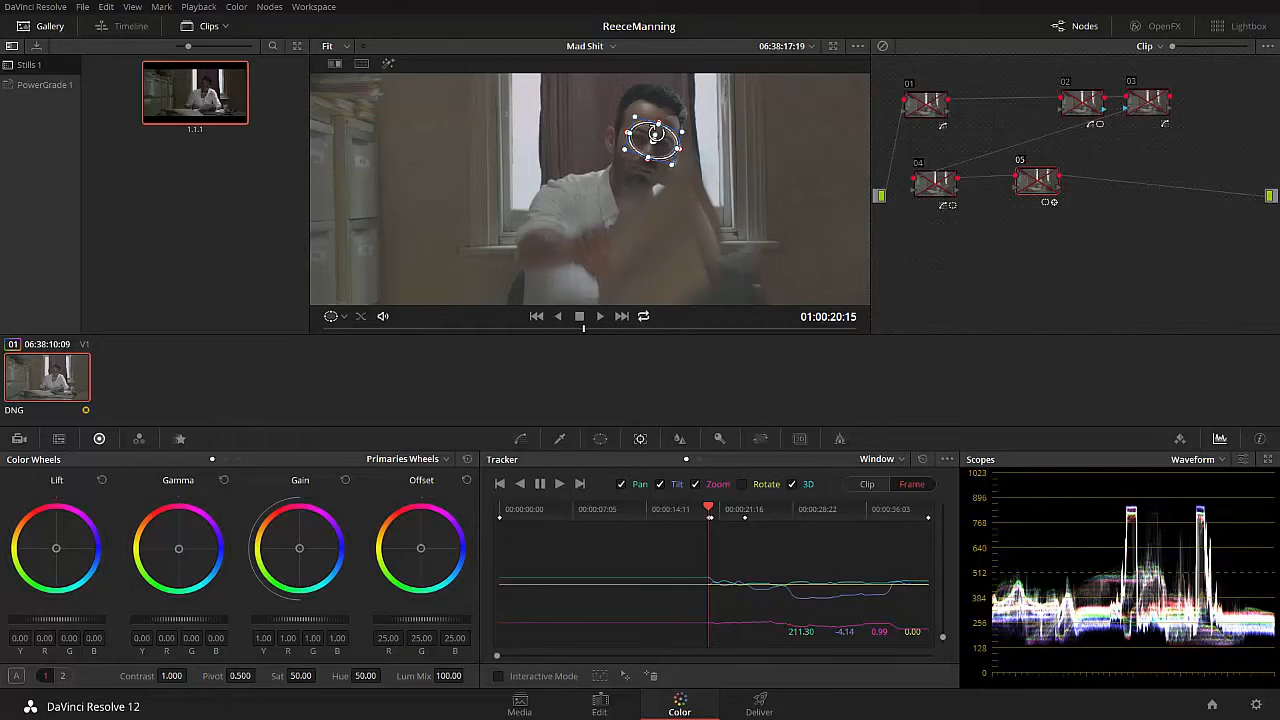 DaVinci Resolve File Edit View Mark Playback Color Nodes Workspace
Gallery Timeline Clips ReeceManning Nodes OpenFX Lightbox
Fit Mad Shit 06:38:17:19 Clip
Stills 1
PowerGrade 1
1.1.1
01 02 03
04 05
01:00:20:15
01 06:38:10:09 V1
DNG
Color Wheels Primaries Wheels Tracker Window Scopes Waveform
Lift Gamma Gain Offset
Pan Tilt Zoom Rotate 3D Clip Frame
00:00:00:00 00:00:07:05 00:00:14:11 00:00:21:16 00:00:28:22 00:00:36:03
1023
896
768
640
512
384
256
128
0
211.30 -4.14 0.99 0.00
0.00 0.00 0.00 0.00 0.00 0.00 0.00 0.00 1.00 1.00 1.00 1.00 25.00 25.00 25.00
Y R G B Y R G B Y R G B R G B
A 1 2 Contrast 1.000 Pivot 0.500 Sat 50.00 Hue 50.00 Lum Mix 100.00 Interactive Mode
DaVinci Resolve 12 Media Edit Color Deliver